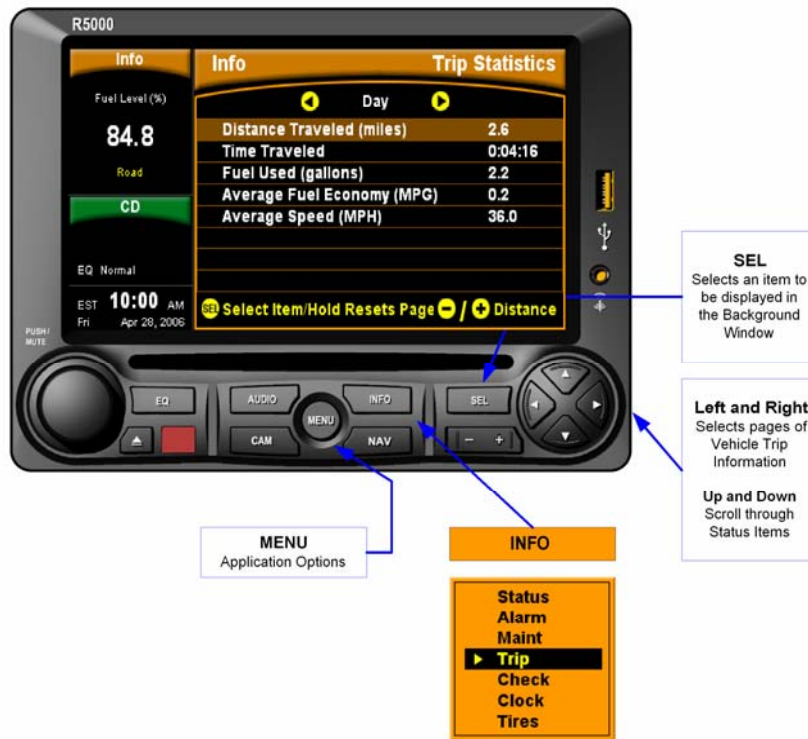 R5000
Info
Fuel Level (%)
84.8
Road
CD
EQ Normal
EST 10:00 AM
Fri Apr 28, 2006
Info Trip Statistics
Day
Distance Traveled (miles) 2.6
Time Traveled 0:04:16
Fuel Used (gallons) 2.2
Average Fuel Economy (MPG) 0.2
Average Speed (MPH) 36.0
SEL Select Item/Hold Resets Page - / + Distance
PUSH/
MUTE
EQ
AUDIO
INFO
SEL
MENU
CAM
NAV
- +
SEL
Selects an item to
be displayed in
the Background
Window
Left and Right
Selects pages of
Vehicle Trip
Information
Up and Down
Scroll through
Status Items
MENU
Application Options
INFO
Status
Alarm
Maint
Trip
Check
Clock
Tires